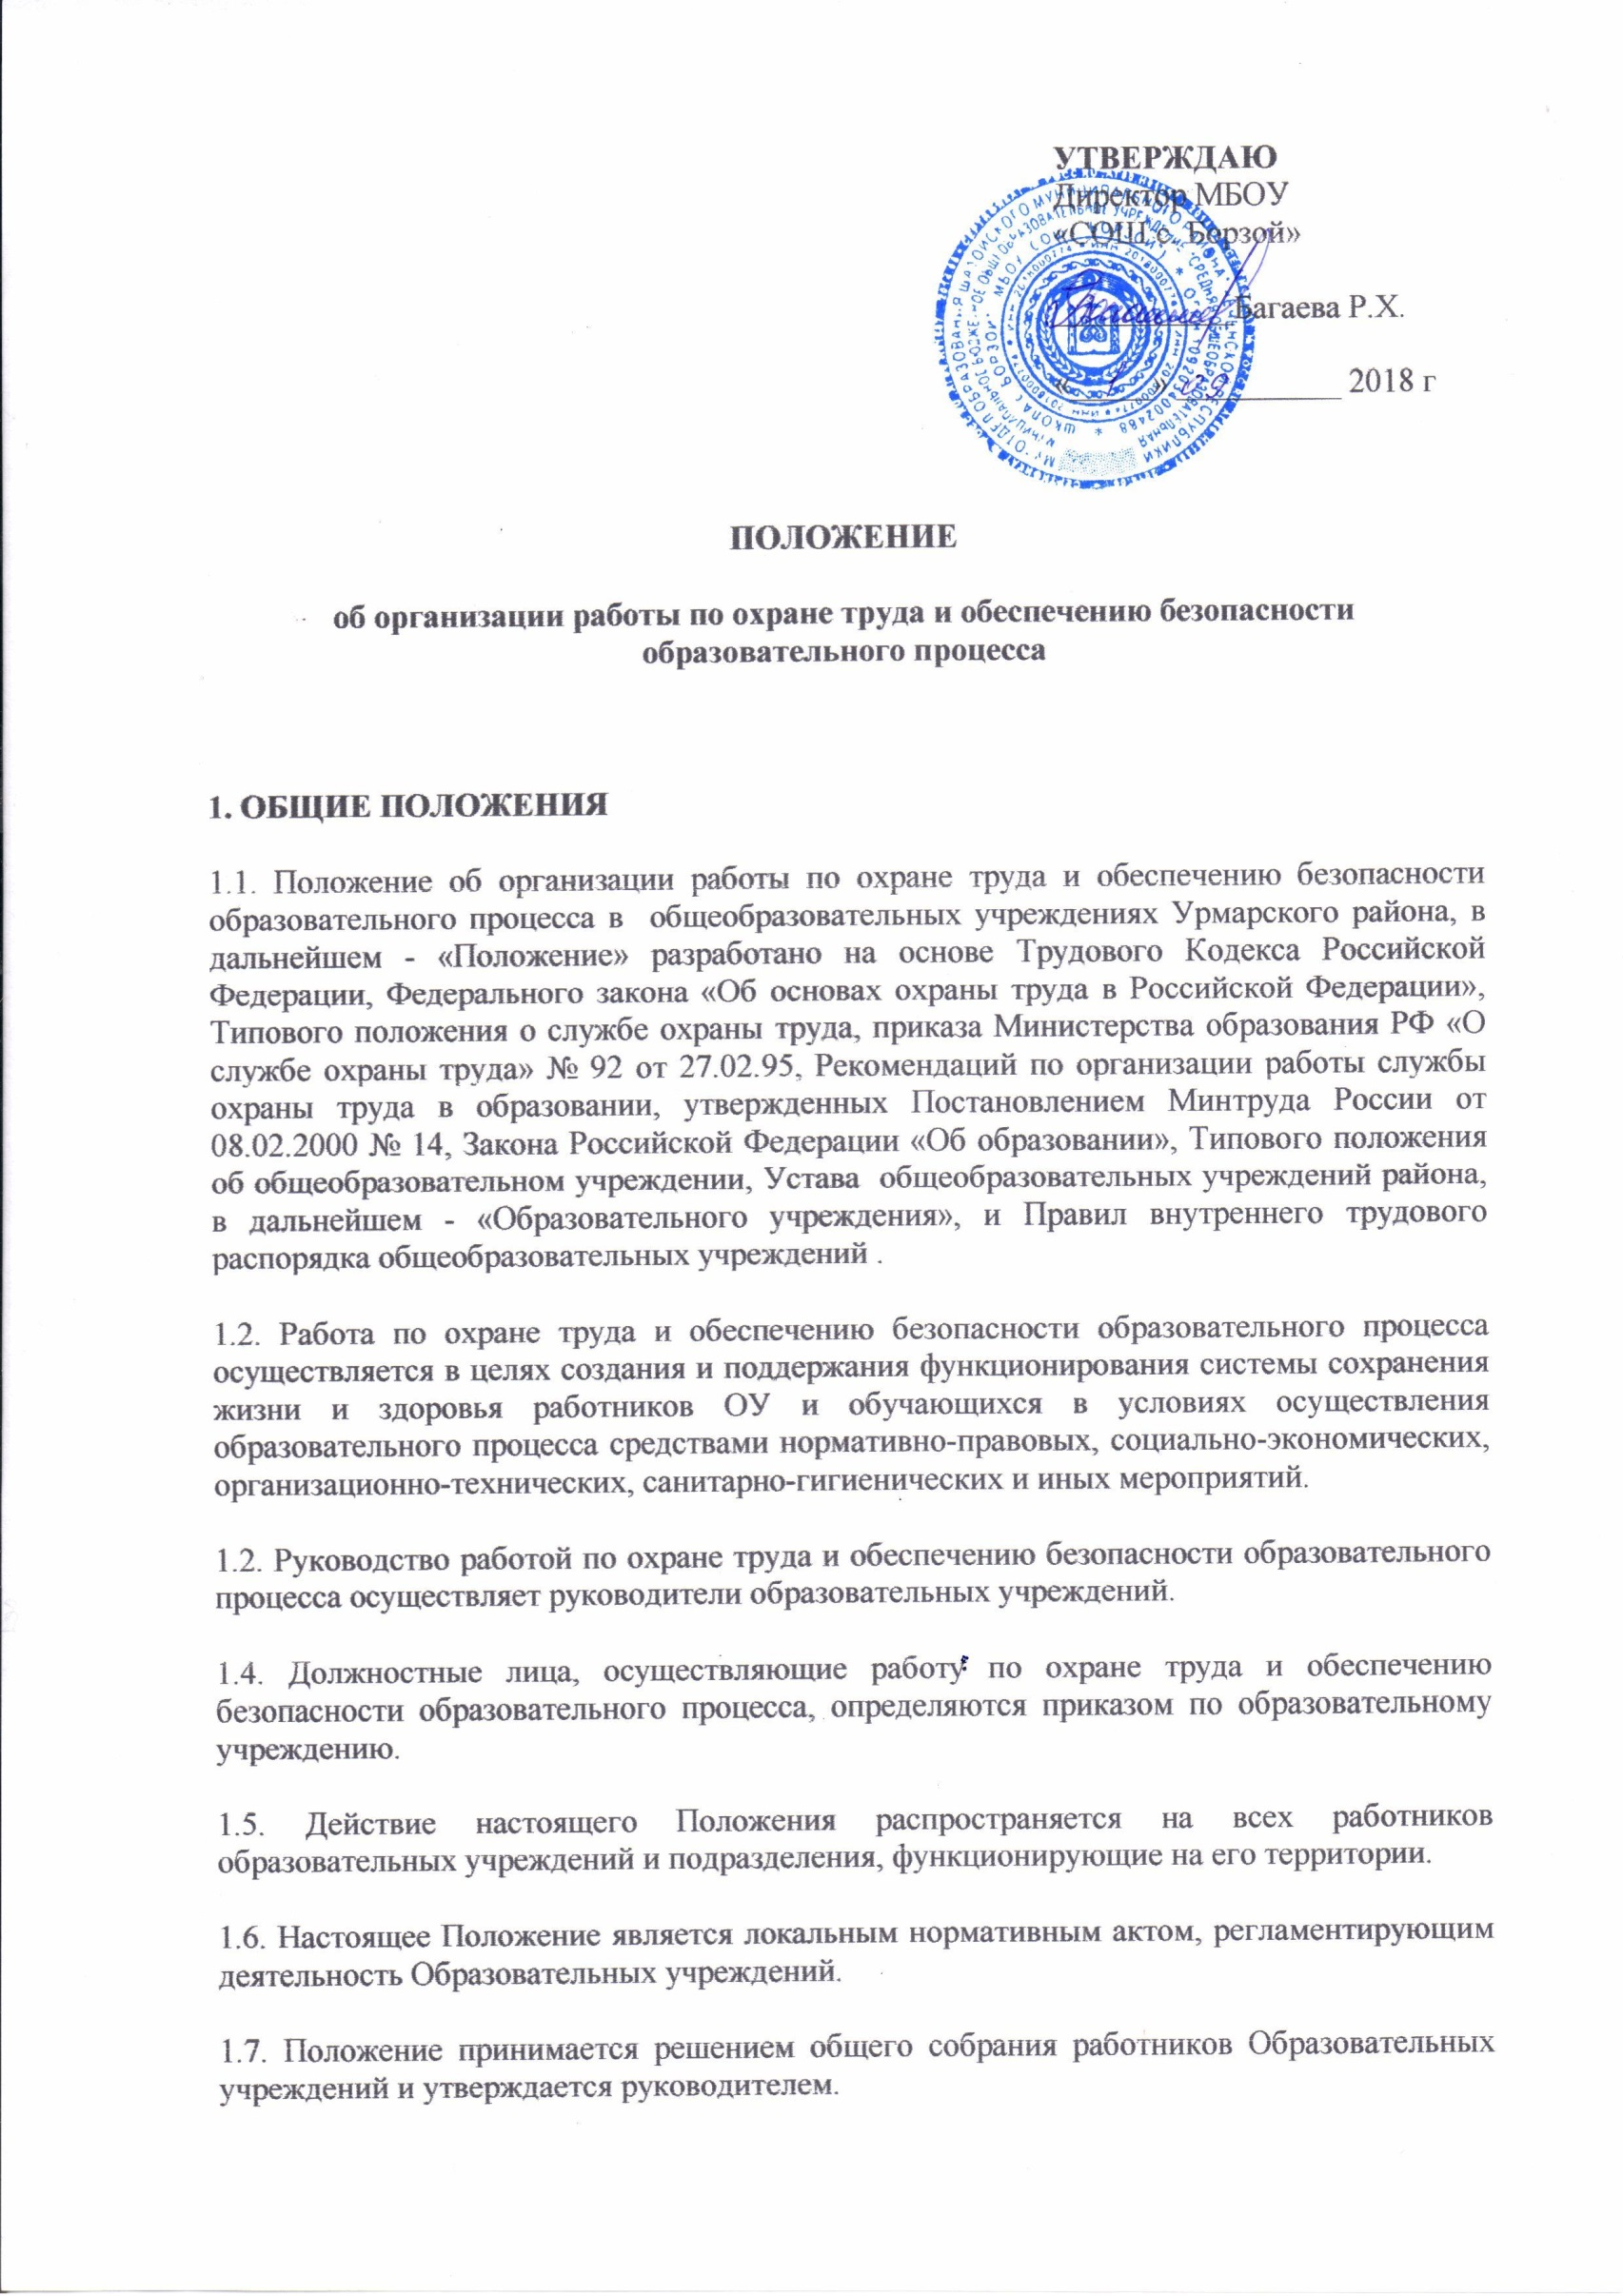 УТВЕРЖДАЮ
Директор МБОУ
«СОШ с. Борзой»
Багаева Р.Х.
« » 09 2018 г
ПОЛОЖЕНИЕ
об организации работы по охране труда и обеспечению безопасности
образовательного процесса
1. ОБЩИЕ ПОЛОЖЕНИЯ
1.1. Положение об организации работы по охране труда и обеспечению безопасности
образовательного процесса в общеобразовательных учреждениях Урмарского района, в
дальнейшем - «Положение» разработано на основе Трудового Кодекса Российской
Федерации, Федерального закона «Об основах охраны труда в Российской Федерации»,
Типового положения о службе охраны труда, приказа Министерства образования РФ «О
службе охраны труда» № 92 от 27.02.95, Рекомендаций по организации работы службы
охраны труда в образовании, утвержденных Постановлением Минтруда России от
08.02.2000 № 14, Закона Российской Федерации «Об образовании», Типового положения
об общеобразовательном учреждении, Устава общеобразовательных учреждений района,
в дальнейшем - «Образовательного учреждения», и Правил внутреннего трудового
распорядка общеобразовательных учреждений .
1.2. Работа по охране труда и обеспечению безопасности образовательного процесса
осуществляется в целях создания и поддержания функционирования системы сохранения
жизни и здоровья работников ОУ и обучающихся в условиях осуществления
образовательного процесса средствами нормативно-правовых, социально-экономических,
организационно-технических, санитарно-гигиенических и иных мероприятий.
1.2. Руководство работой по охране труда и обеспечению безопасности образовательного
процесса осуществляет руководители образовательных учреждений.
1.4. Должностные лица, осуществляющие работу по охране труда и обеспечению
безопасности образовательного процесса, определяются приказом по образовательному
учреждению.
1.5. Действие настоящего Положения распространяется на всех работников
образовательных учреждений и подразделения, функционирующие на его территории.
1.6. Настоящее Положение является локальным нормативным актом, регламентирующим
деятельность Образовательных учреждений.
1.7. Положение принимается решением общего собрания работников Образовательных
учреждений и утверждается руководителем.